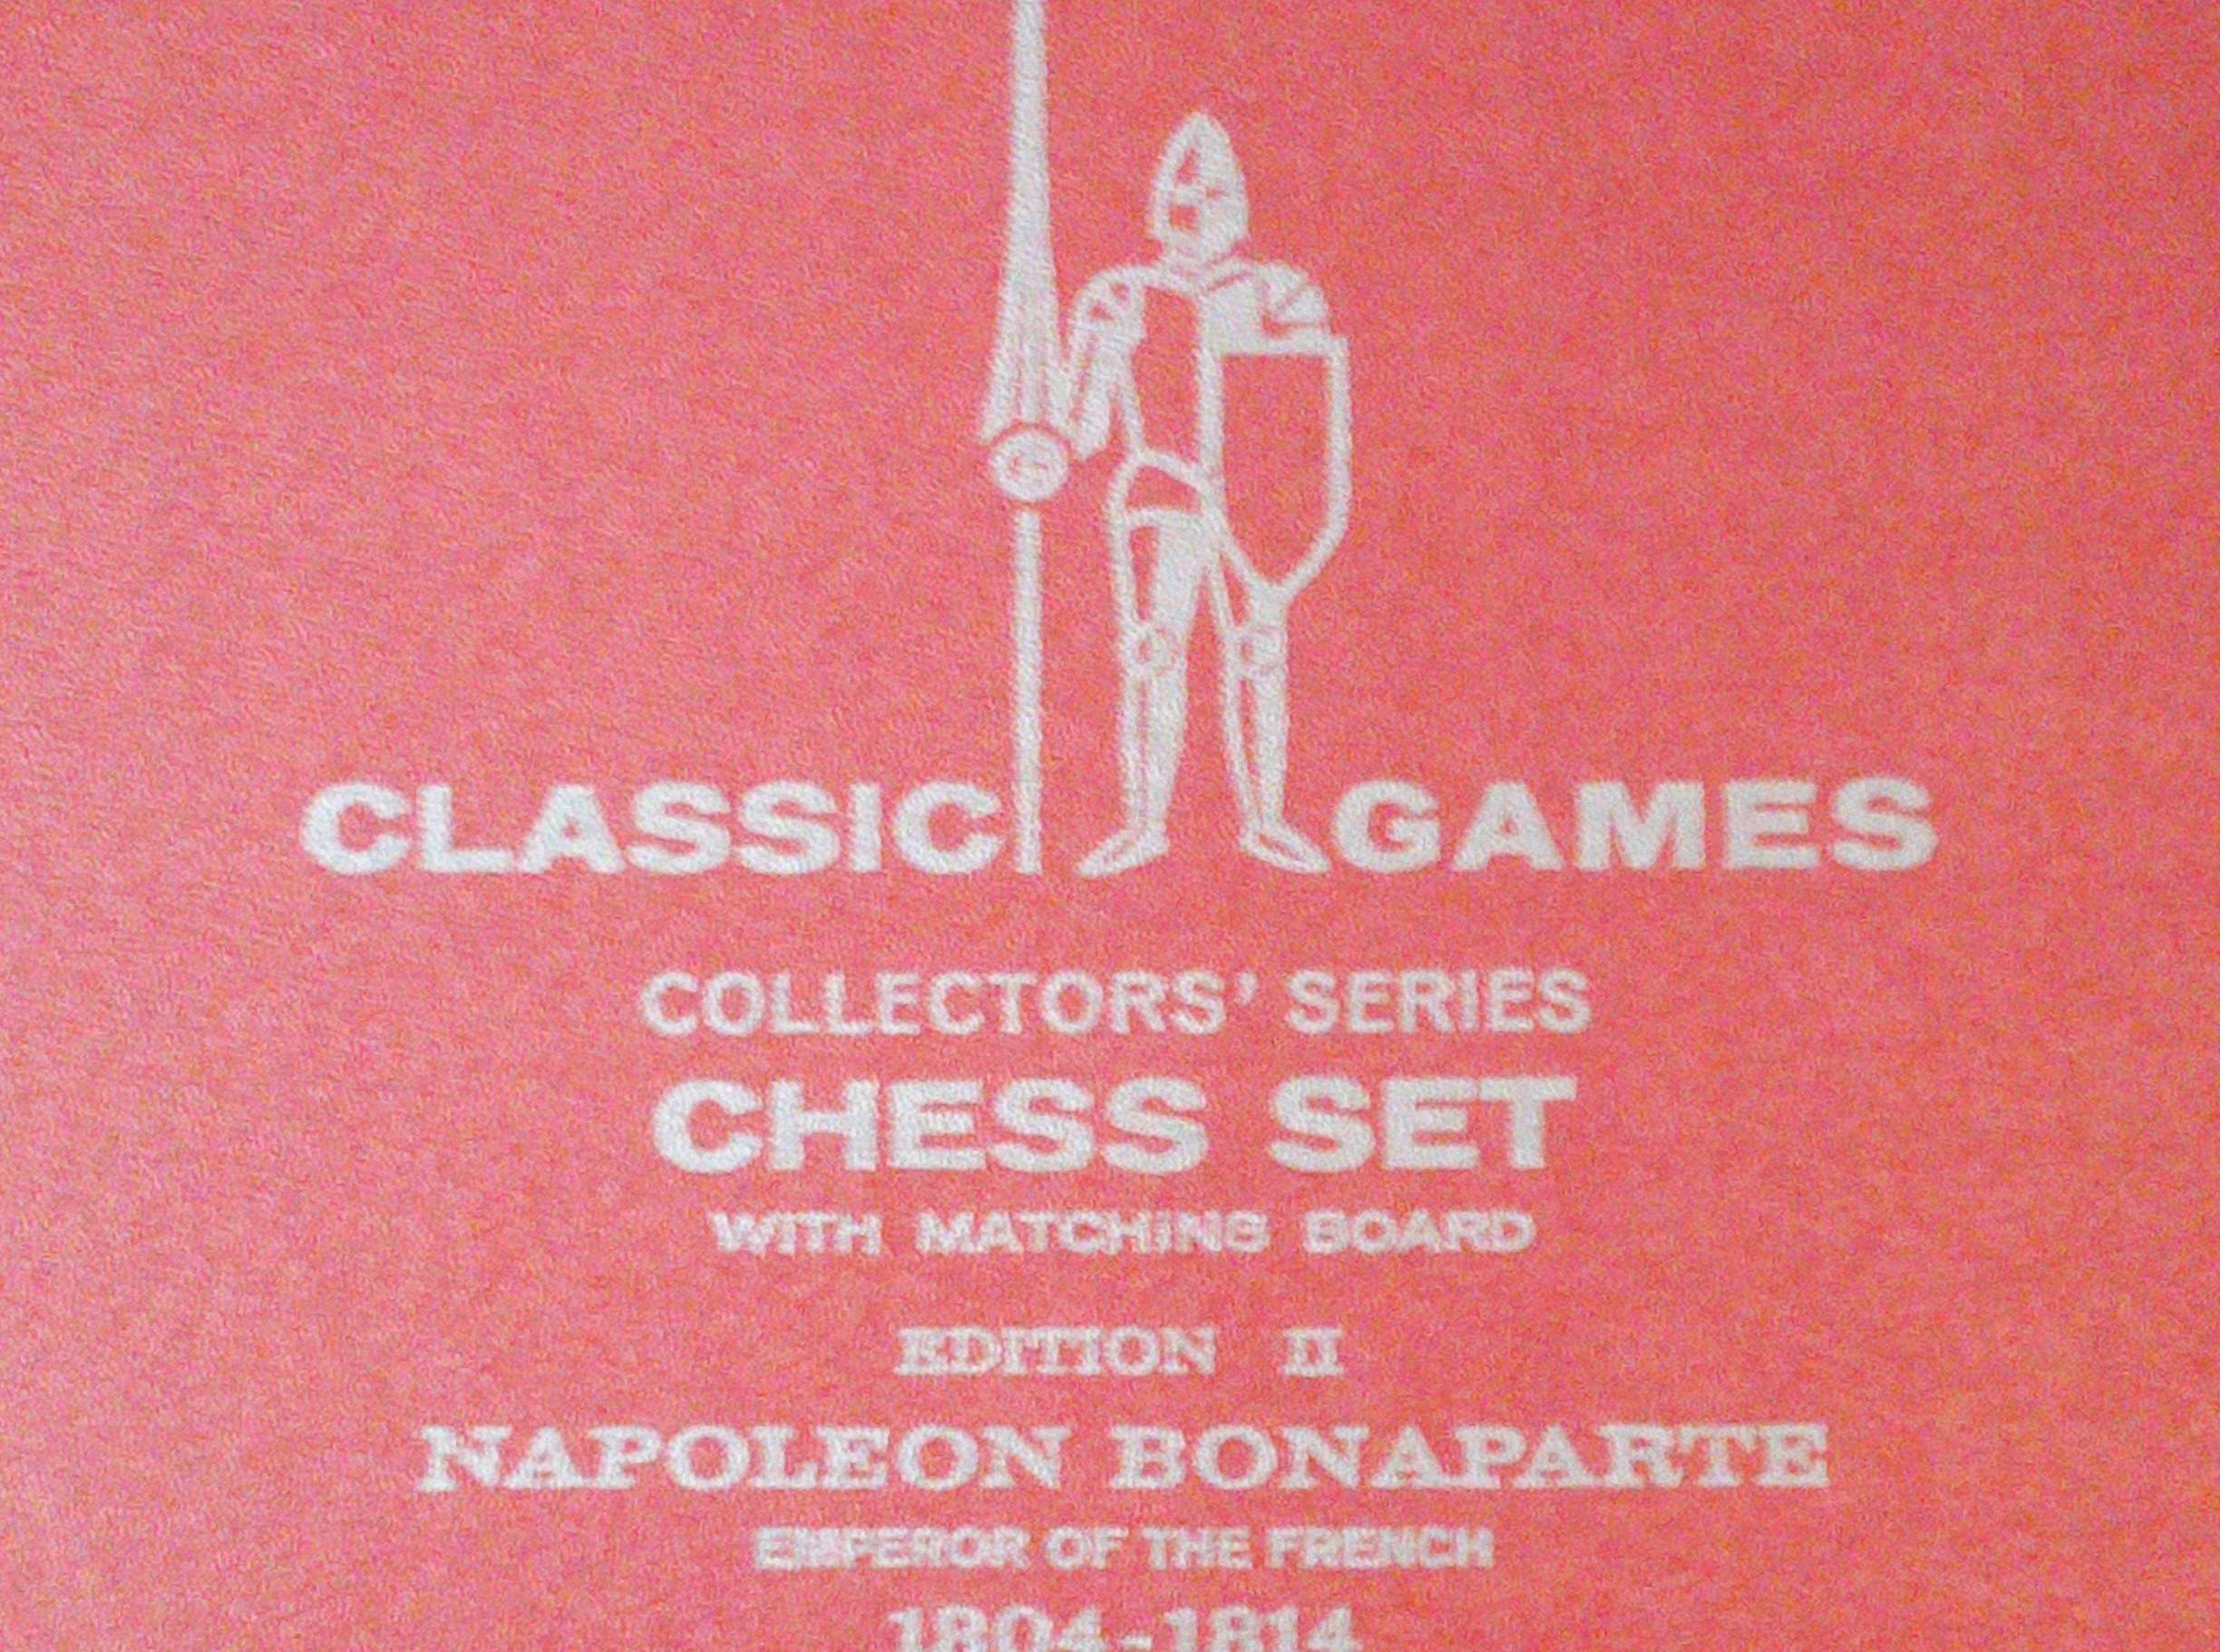 CLASSIC GAMES
COLLECTORS' SERIES
CHESS SET
WITH MATCHING BOARD
EDITION II
NAPOLEON BONAPARTE
EMPEROR OF THE FRENCH
1804-1814